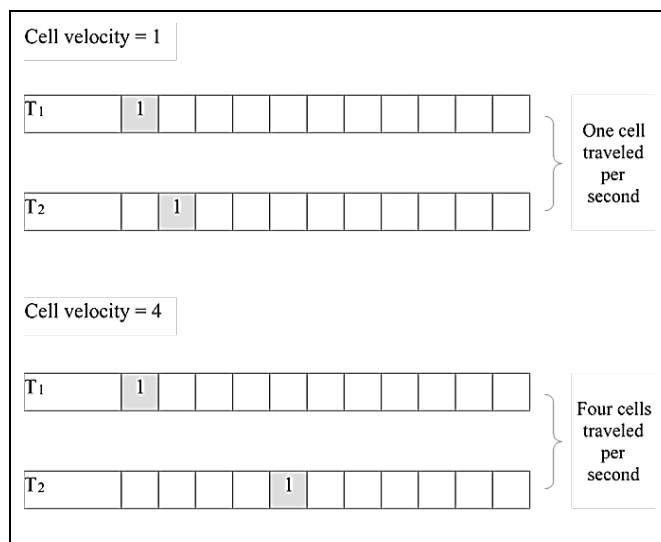 Cell velocity = 1
T1 1
One cell
traveled
per
second
T2 1
Cell velocity = 4
T1 1
Four cells
traveled
per
second
T2 1